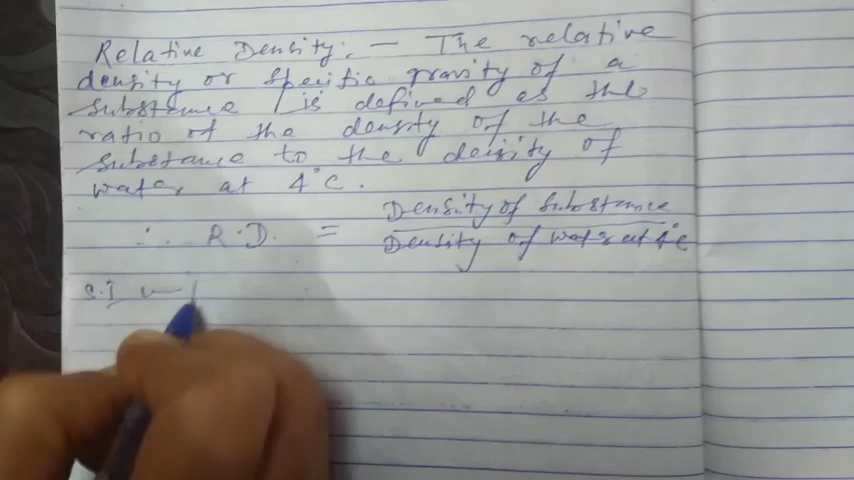 Relative Density:- The relative
density or specific gravity of a
substance is defined as the
ratio of the density of the
substance to the density of
water at 4°C.
∴ R.D. = Density of substance
Density of water at 4°C
S.I